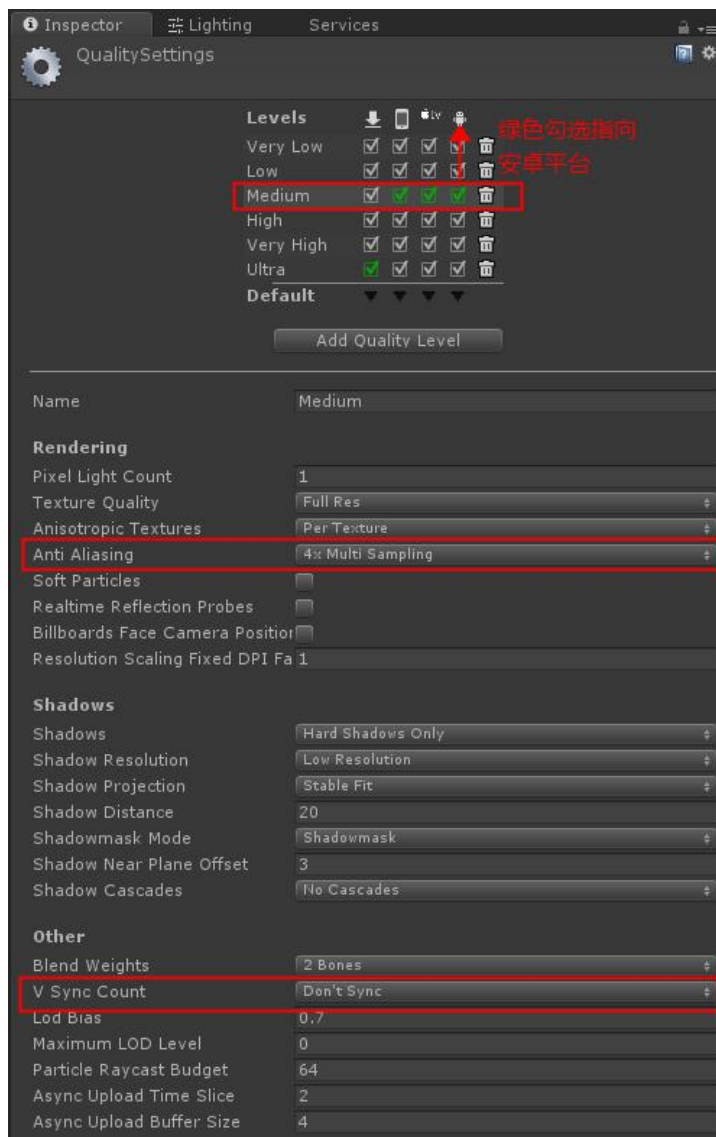 Inspector Lighting Services
QualitySettings
Levels tv
绿色勾选指向
Very Low
安卓平台
Low
Medium
High
Very High
Ultra
Default
Add Quality Level
Name Medium
Rendering
Pixel Light Count 1
Texture Quality Full Res
Anisotropic Textures Per Texture
Anti Aliasing 4x Multi Sampling
Soft Particles
Realtime Reflection Probes
Billboards Face Camera Position
Resolution Scaling Fixed DPI Fa 1
Shadows
Shadows Hard Shadows Only
Shadow Resolution Low Resolution
Shadow Projection Stable Fit
Shadow Distance 20
Shadowmask Mode Shadowmask
Shadow Near Plane Offset 3
Shadow Cascades No Cascades
Other
Blend Weights 2 Bones
V Sync Count Don't Sync
Lod Bias 0.7
Maximum LOD Level 0
Particle Raycast Budget 64
Async Upload Time Slice 2
Async Upload Buffer Size 4